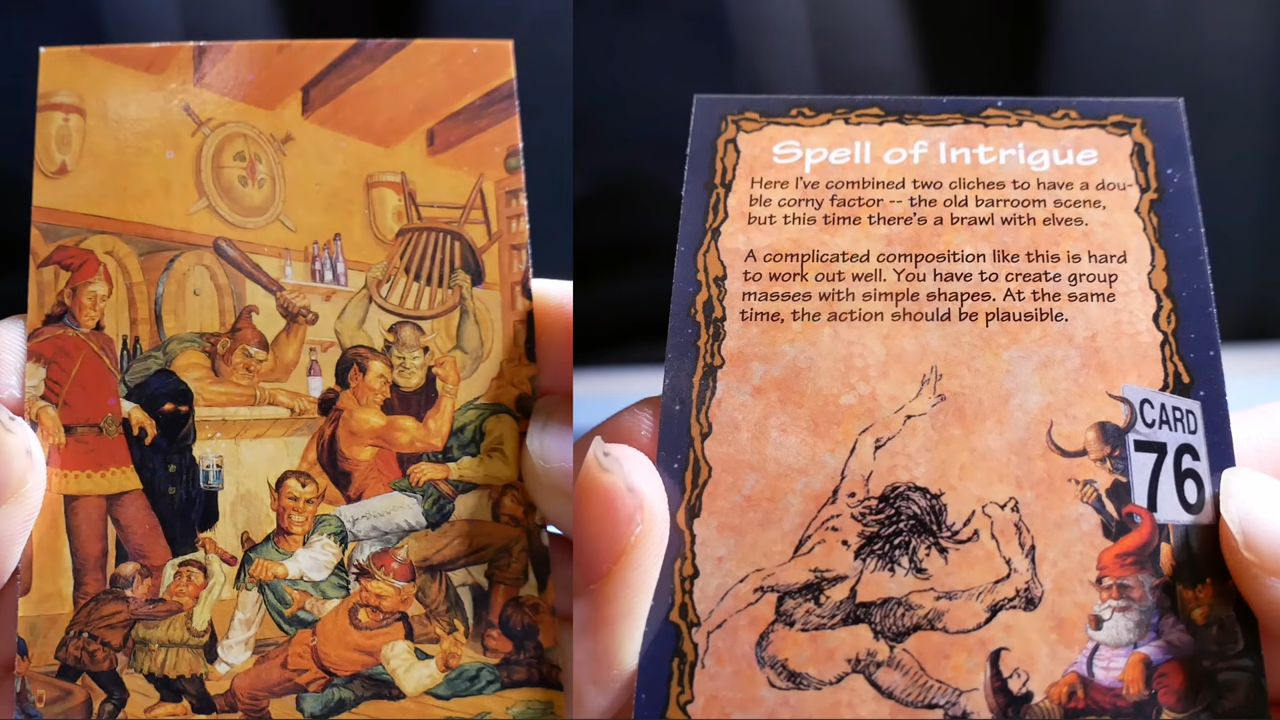 Spell of Intrigue
Here I've combined two cliches to have a dou-
ble corny factor -- the old barroom scene,
but this time there's a brawl with elves.
A complicated composition like this is hard
to work out well. You have to create group
masses with simple shapes. At the same
time, the action should be plausible.
CARD
76